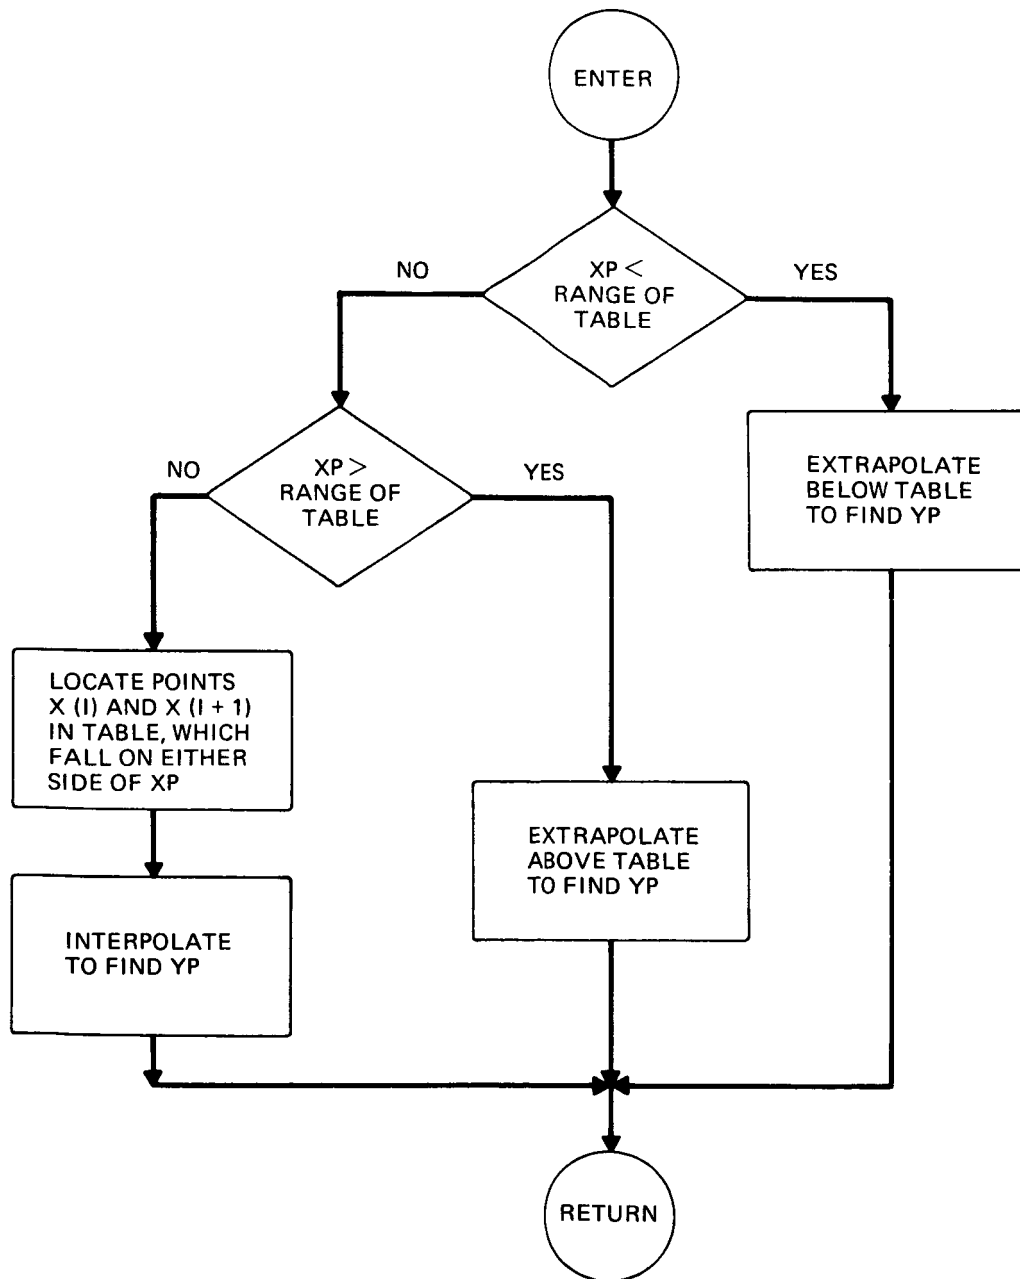 ENTER
XP <
RANGE OF
TABLE
NO
YES
XP >
RANGE OF
TABLE
NO
YES
EXTRAPOLATE
BELOW TABLE
TO FIND YP
LOCATE POINTS
X (I) AND X (I + 1)
IN TABLE, WHICH
FALL ON EITHER
SIDE OF XP
EXTRAPOLATE
ABOVE TABLE
TO FIND YP
INTERPOLATE
TO FIND YP
RETURN